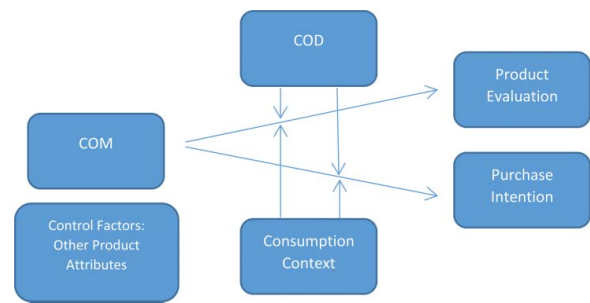 COD
Product
Evaluation
COM
Purchase
Intention
Control Factors:
Other Product
Attributes
Consumption
Context